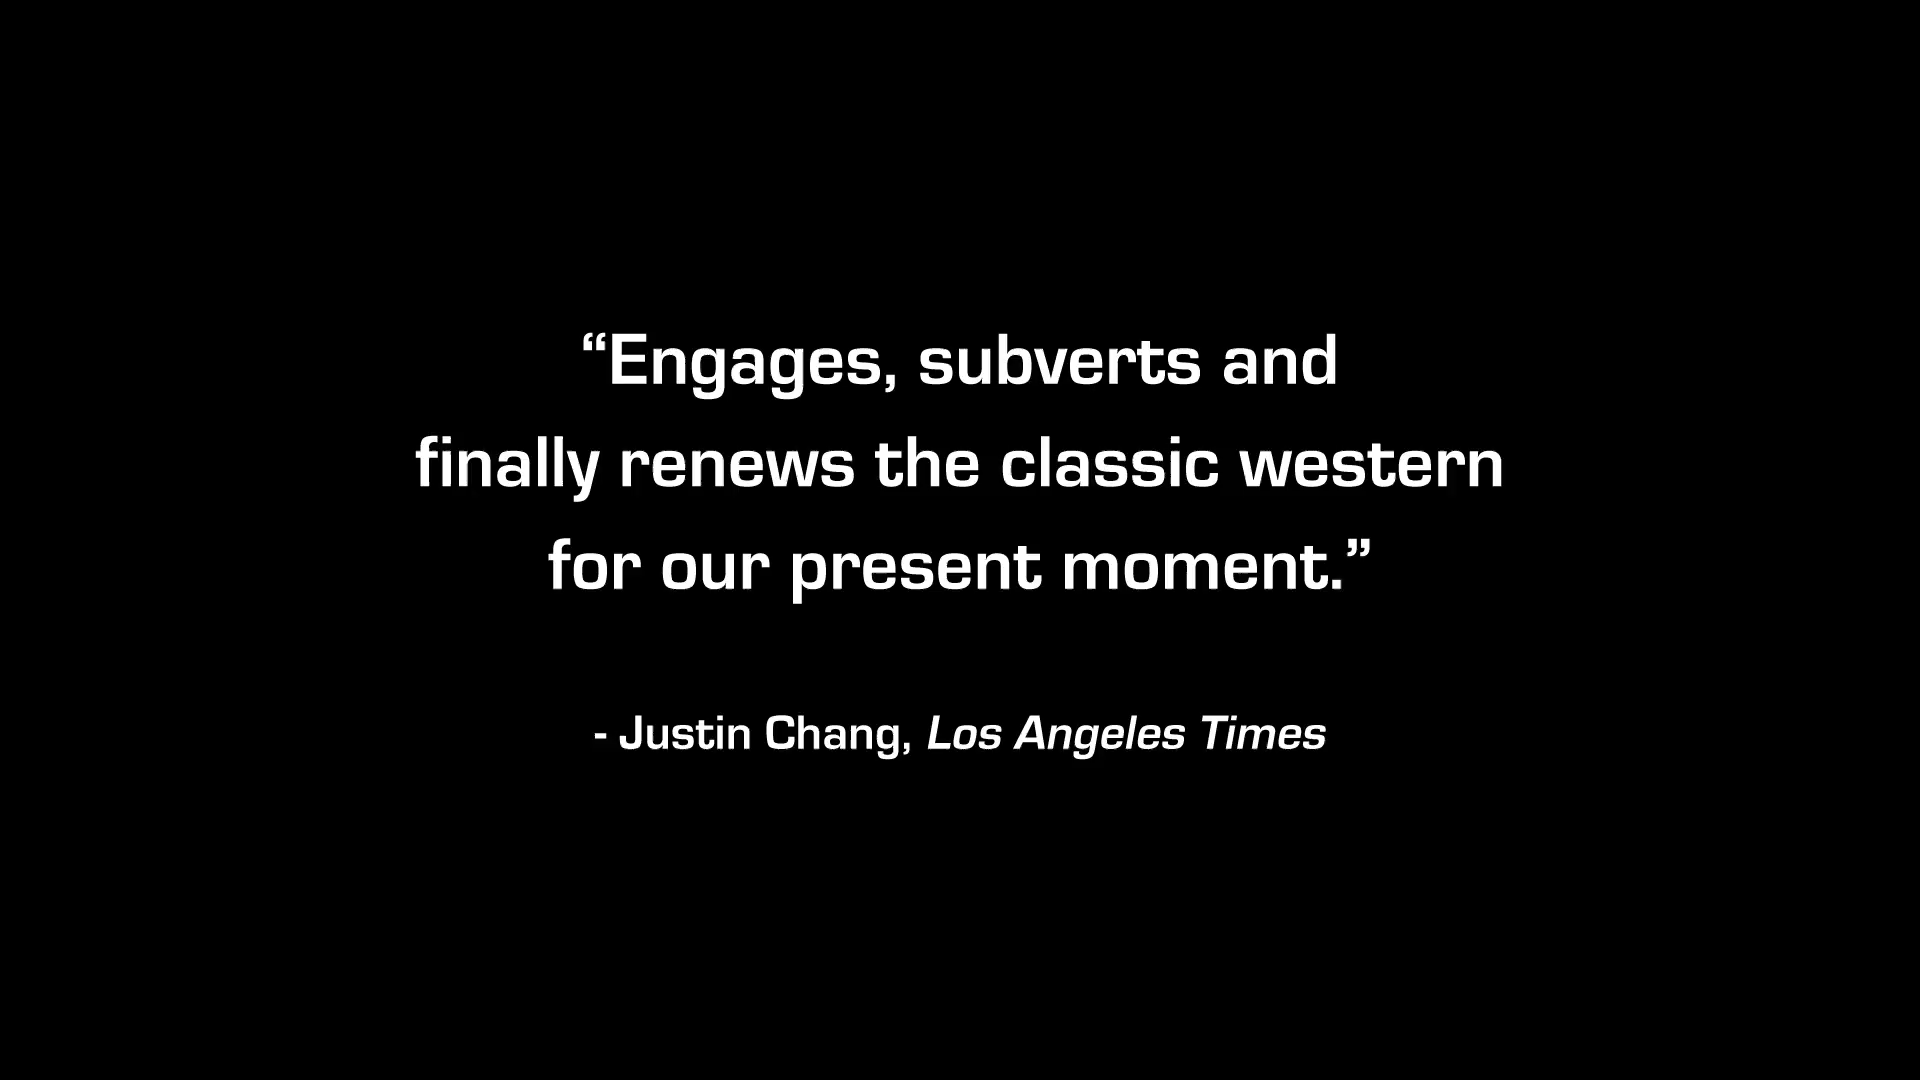 “Engages, subverts and
finally renews the classic western
for our present moment.”
- Justin Chang, Los Angeles Times